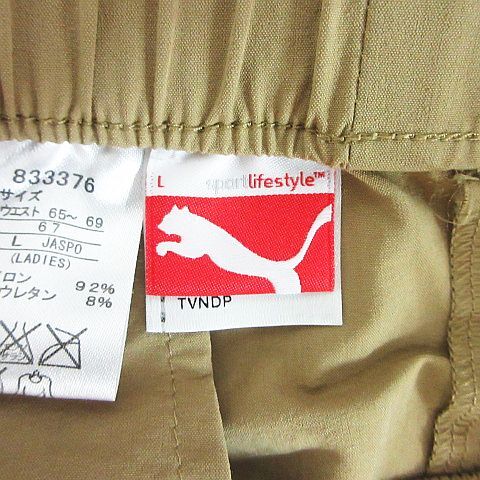 833376
サイズ
ウエスト 65~ 69
67
L JASPO
(LADIES)
イロン 92%
ウレタン 8%
L sportlifestyle™
TVNDP